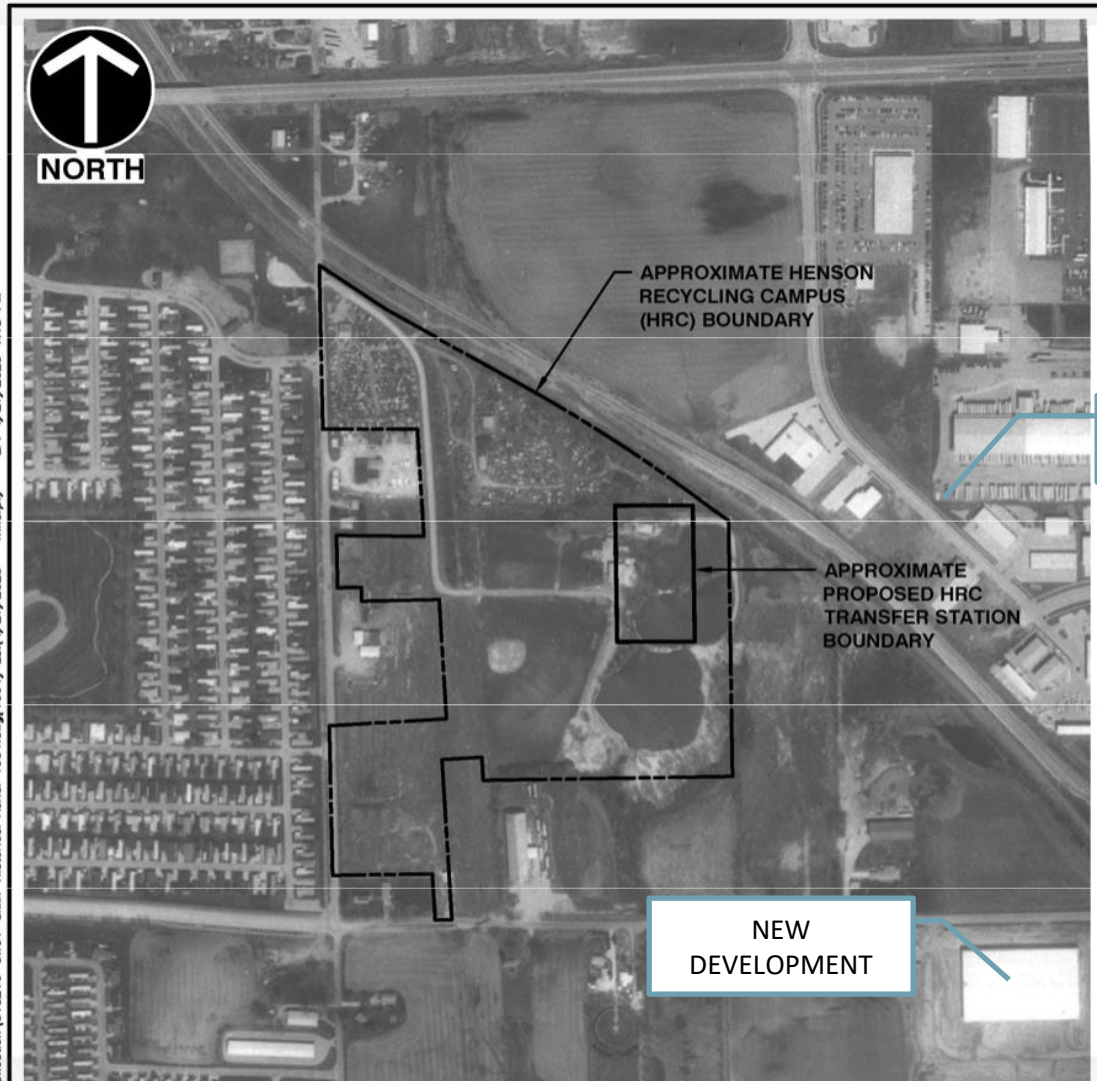 NORTH
APPROXIMATE HENSON
RECYCLING CAMPUS
(HRC) BOUNDARY
APPROXIMATE
PROPOSED HRC
TRANSFER STATION
BOUNDARY
NEW
DEVELOPMENT